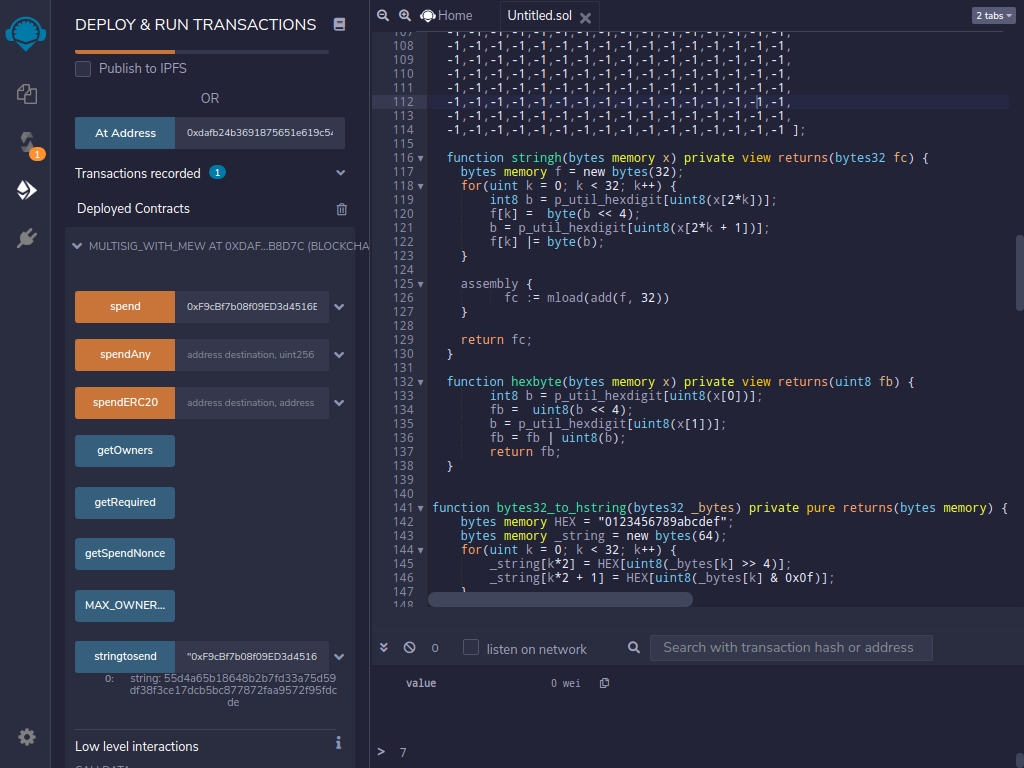 DEPLOY & RUN TRANSACTIONS
Publish to IPFS
OR
At Address
0xdafb24b3691875651e619c54
Transactions recorded 1
Deployed Contracts
MULTISIG_WITH_MEW AT 0XDAF...B8D7C (BLOCKCHA
spend
0xF9cBf7b08f09ED3d4516E
spendAny
address destination, uint256
spendERC20
address destination, address
getOwners
getRequired
getSpendNonce
MAX_OWNER...
stringtosend
"0xF9cBf7b08f09ED3d4516
0: string: 55d4a65b18648b2b7fd33a75d59
df38f3ce17dcb5bc877872faa9572f95fdc
de
Low level interactions
CALLDATA
1
Home
Untitled.sol
2 tabs
107 -1,-1,-1,-1,-1,-1,-1,-1,-1,-1,-1,-1,-1,-1,-1,-1,
108 -1,-1,-1,-1,-1,-1,-1,-1,-1,-1,-1,-1,-1,-1,-1,-1,
109 -1,-1,-1,-1,-1,-1,-1,-1,-1,-1,-1,-1,-1,-1,-1,-1,
110 -1,-1,-1,-1,-1,-1,-1,-1,-1,-1,-1,-1,-1,-1,-1,-1,
111 -1,-1,-1,-1,-1,-1,-1,-1,-1,-1,-1,-1,-1,-1,-1,-1,
112 -1,-1,-1,-1,-1,-1,-1,-1,-1,-1,-1,-1,-1,-1,-1,-1,
113 -1,-1,-1,-1,-1,-1,-1,-1,-1,-1,-1,-1,-1,-1,-1,-1,
114 -1,-1,-1,-1,-1,-1,-1,-1,-1,-1,-1,-1,-1,-1,-1,-1 ];
115
116 function stringh(bytes memory x) private view returns(bytes32 fc) {
117 bytes memory f = new bytes(32);
118 for(uint k = 0; k < 32; k++) {
119 int8 b = p_util_hexdigit[uint8(x[2*k])];
120 f[k] =  byte(b << 4);
121 b = p_util_hexdigit[uint8(x[2*k + 1])];
122 f[k] |= byte(b);
123 }
124
125 assembly {
126 fc := mload(add(f, 32))
127 }
128
129 return fc;
130 }
131
132 function hexbyte(bytes memory x) private view returns(uint8 fb) {
133 int8 b = p_util_hexdigit[uint8(x[0])];
134 fb =  uint8(b << 4);
135 b = p_util_hexdigit[uint8(x[1])];
136 fb = fb | uint8(b);
137 return fb;
138 }
139
140
141 function bytes32_to_hstring(bytes32 _bytes) private pure returns(bytes memory) {
142 bytes memory HEX = "0123456789abcdef";
143 bytes memory _string = new bytes(64);
144 for(uint k = 0; k < 32; k++) {
145 _string[k*2] = HEX[uint8(_bytes[k] >> 4)];
146 _string[k*2 + 1] = HEX[uint8(_bytes[k] & 0x0f)];
147 }
148
0
listen on network
Search with transaction hash or address
value 0 wei
> 7